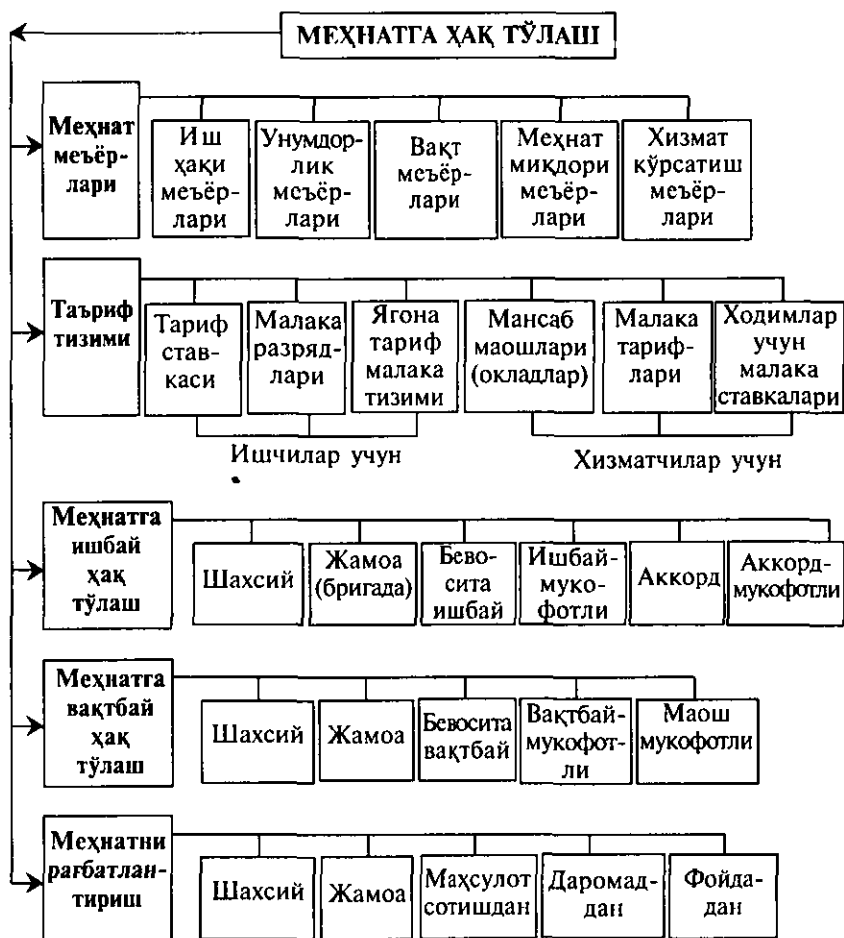 МЕҲНАТГА ҲАҚ ТЎЛАШ
Меҳнат
меъёр-
лари
Иш
ҳақи
меъёр-
лари
Унумдор-
лик
меъёр-
лари
Вақт
меъёр-
лари
Меҳнат
миқдори
меъёр-
лари
Хизмат
кўрсатиш
меъёр-
лари
Таъриф
тизими
Тариф
став-
каси
Малака
разряд-
лари
Ягона
тариф
малака
тизими
Мансаб
маошлари
(окладлар)
Малака
тариф-
лари
Ходимлар
учун
малака
ставкалари
Ишчилар учун
Хизматчилар учун
Меҳнатга
ишбай
ҳақ
тўлаш
Шахсий
Жамоа
(бригада)
Бево-
сита
ишбай
Ишбай-
муко-
фотли
Аккорд
Аккорд-
мукофотли
Меҳнатга
вақтбай
ҳақ
тўлаш
Шахсий
Жамоа
Бевосита
вақтбай
Вақтбай-
мукофот-
ли
Маош
мукофотли
Меҳнатни
рағбатлан-
тириш
Шахсий
Жамоа
Маҳсулот
сотишдан
Даромад-
дан
Фойда-
дан